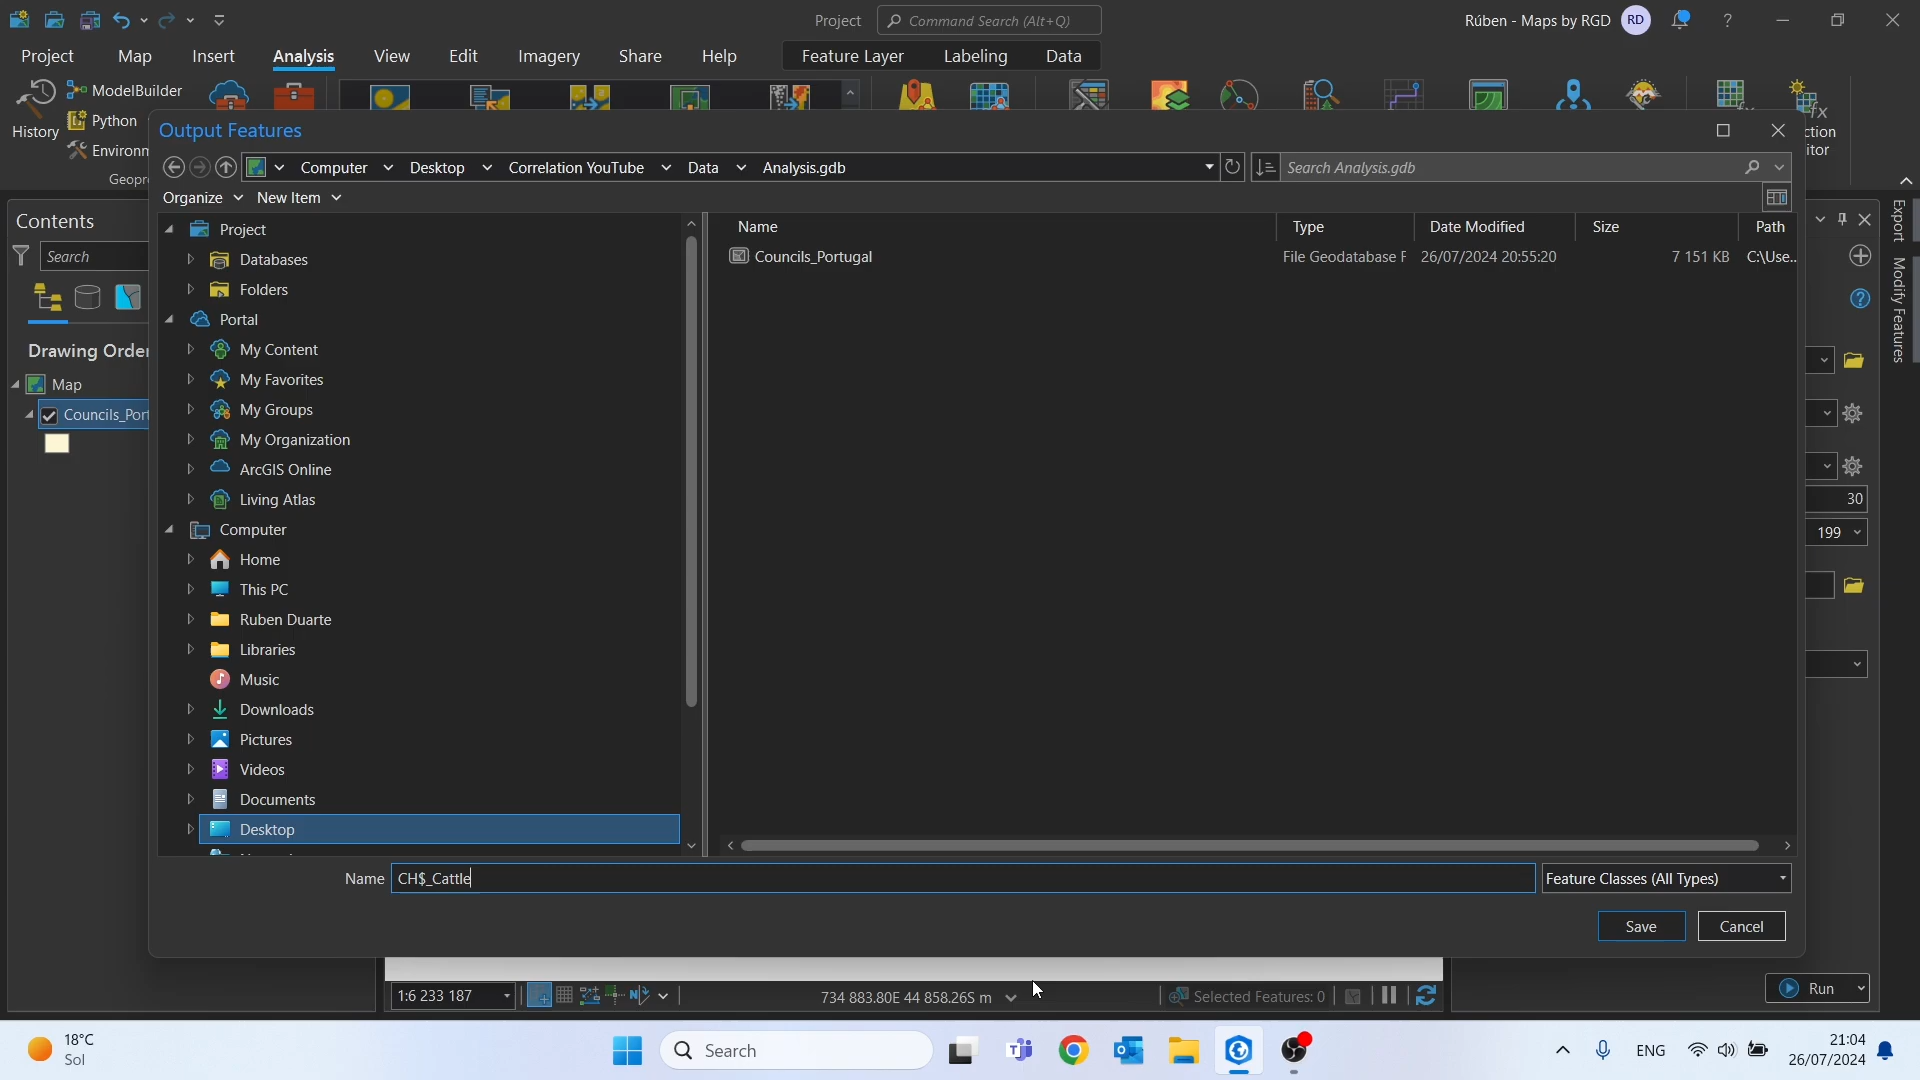 Project
Command Search (Alt+Q)
Rúben - Maps by RGD
RD
?
Project
Map
Insert
Analysis
View
Edit
Imagery
Share
Help
Feature Layer
Labeling
Data
History
ModelBuilder
Python
Environm
Geopr
ction
itor
Output Features
Computer
Desktop
Correlation YouTube
Data
Analysis.gdb
Search Analysis.gdb
Organize
New Item
Contents
Search
Drawing Order
Map
Councils_Port
Project
Databases
Folders
Portal
My Content
My Favorites
My Groups
My Organization
ArcGIS Online
Living Atlas
Computer
Home
This PC
Ruben Duarte
Libraries
Music
Downloads
Pictures
Videos
Documents
Desktop
Name
Type
Date Modified
Size
Path
Councils_Portugal
File Geodatabase F
26/07/2024 20:55:20
7 151 KB
C:\Use..
Export
Modify Features
30
199
Name
CH$_Cattle
Feature Classes (All Types)
Save
Cancel
1:6 233 187
734 883.80E 44 858.26S m
Selected Features: 0
Run
18°C
Sol
Search
ENG
21:04
26/07/2024